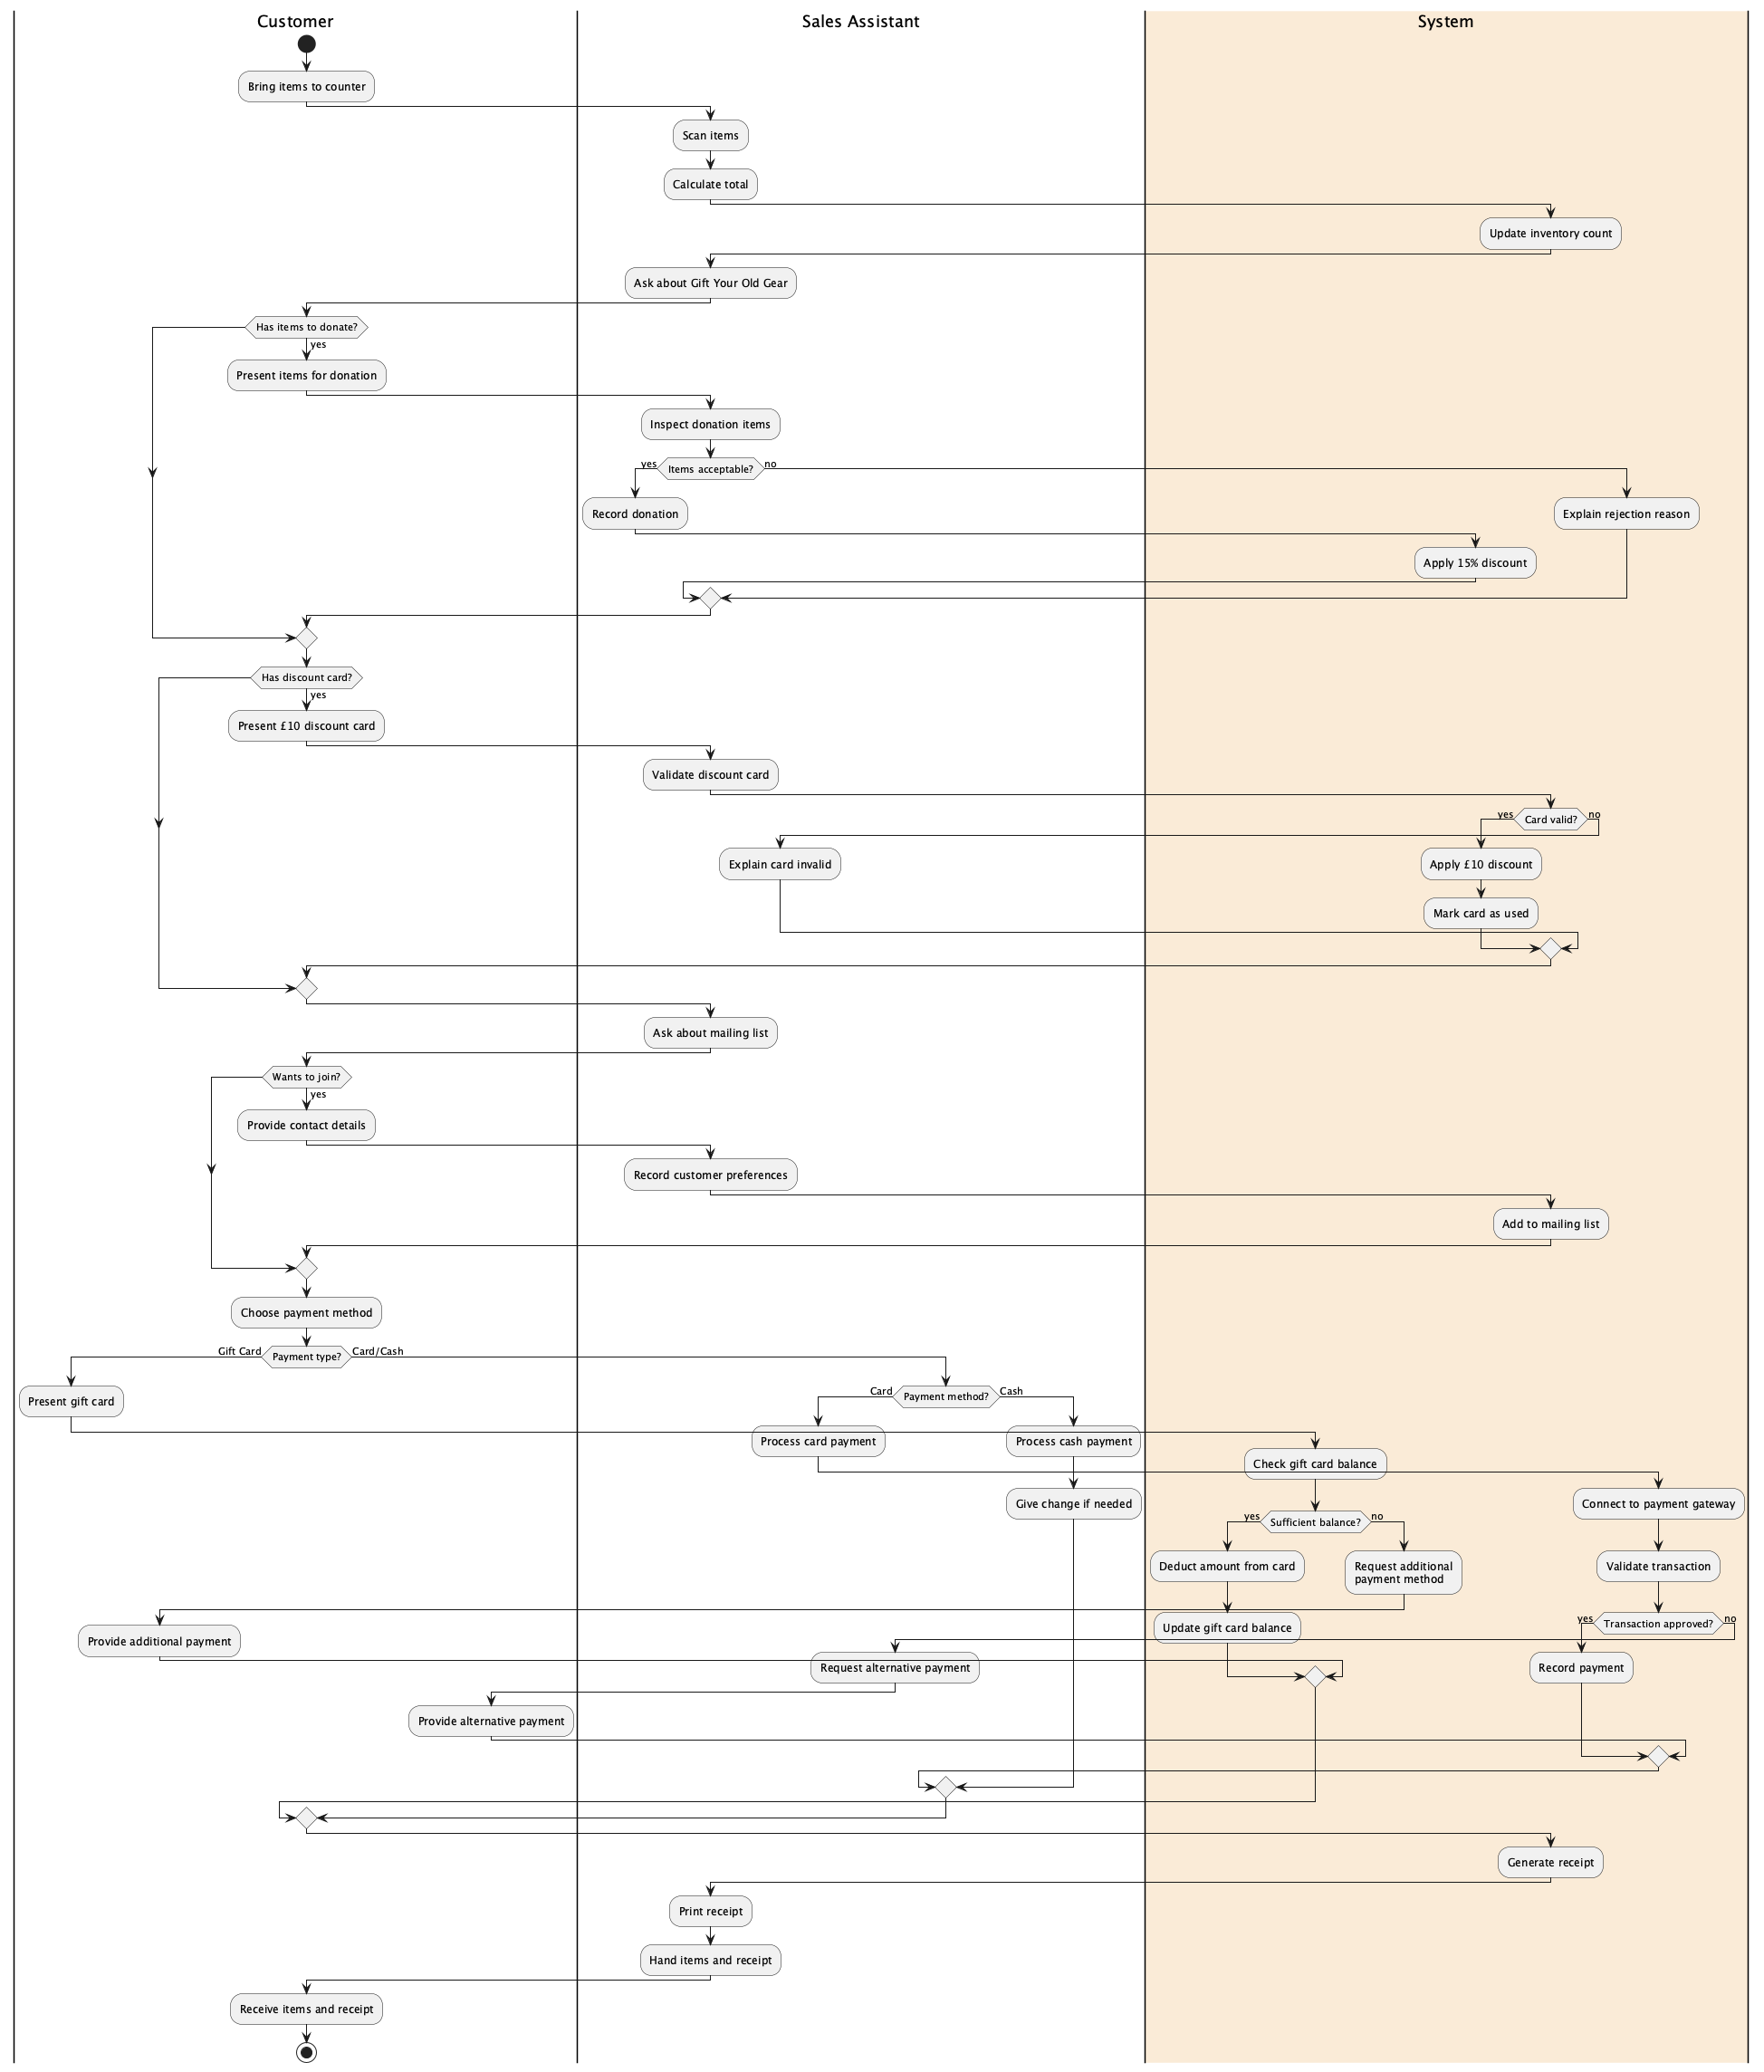 Customer
Sales Assistant
System
Bring items to counter
Scan items
Calculate total
Update inventory count
Ask about Gift Your Old Gear
Has items to donate?
yes
Present items for donation
Inspect donation items
yes
Items acceptable?
no
Record donation
Explain rejection reason
Apply 15% discount
Has discount card?
yes
Present £10 discount card
Validate discount card
yes
Card valid?
no
Explain card invalid
Apply £10 discount
Mark card as used
Ask about mailing list
Wants to join?
yes
Provide contact details
Record customer preferences
Add to mailing list
Choose payment method
Gift Card
Payment type?
Card/Cash
Present gift card
Card
Payment method?
Cash
Process card payment
Process cash payment
Check gift card balance
Give change if needed
Connect to payment gateway
yes
Sufficient balance?
no
Deduct amount from card
Request additional
payment method
Validate transaction
yes
Transaction approved?
no
Provide additional payment
Update gift card balance
Request alternative payment
Record payment
Provide alternative payment
Generate receipt
Print receipt
Hand items and receipt
Receive items and receipt